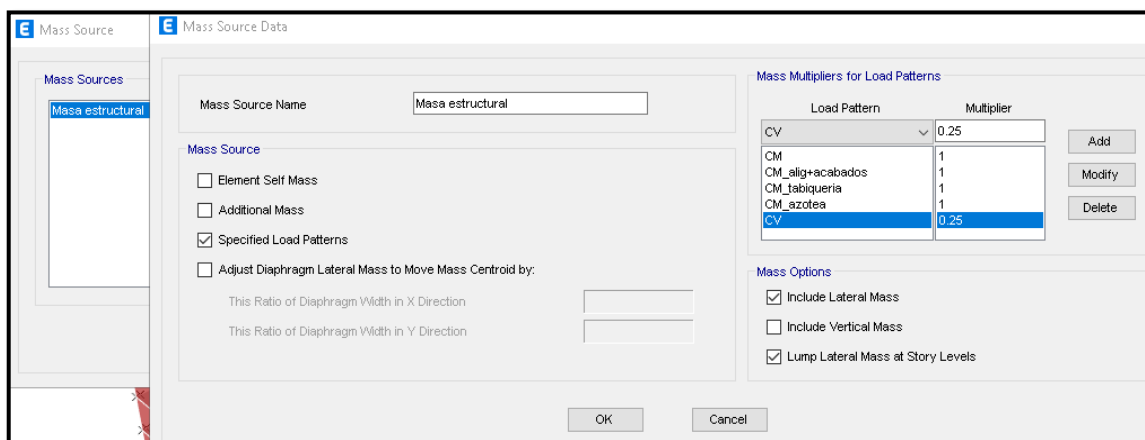 E Mass Source
Mass Sources
Masa estructural
E Mass Source Data
Mass Source Name Masa estructural
Mass Source
Element Self Mass
Additional Mass
Specified Load Patterns
Adjust Diaphragm Lateral Mass to Move Mass Centroid by:
This Ratio of Diaphragm Width in X Direction
This Ratio of Diaphragm Width in Y Direction
Mass Multipliers for Load Patterns
Load Pattern Multiplier
CV 0.25
CM 1
CM_alig+acabados 1
CM_tabiqueria 1
CM_azotea 1
CV 0.25
Add
Modify
Delete
Mass Options
Include Lateral Mass
Include Vertical Mass
Lump Lateral Mass at Story Levels
OK Cancel